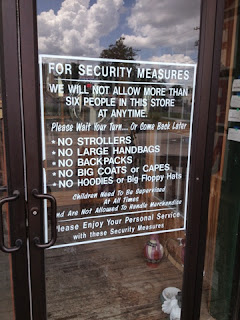 FOR SECURITY MEASURES
WE WILL NOT ALLOW MORE THAN
SIX PEOPLE IN THIS STORE
AT ANYTIME.
Please Wait Your Turn... Or Come Back Later
* NO STROLLERS
* NO LARGE HANDBAGS
* NO BACKPACKS
* NO BIG COATS or CAPES
* NO HOODIES or Big Floppy Hats
Children Need To Be Supervised
At All Times
And Are Not Allowed To Handle Merchandise
Please Enjoy Your Personal Service
with these Security Measures